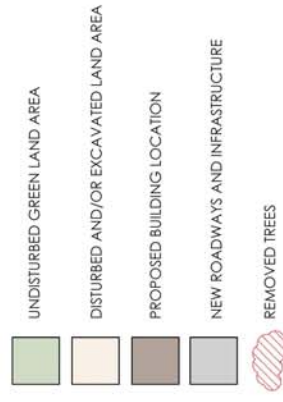 UNDISTURBED GREEN LAND AREA
DISTURBED AND/OR EXCAVATED LAND AREA
PROPOSED BUILDING LOCATION
NEW ROADWAYS AND INFRASTRUCTURE
REMOVED TREES